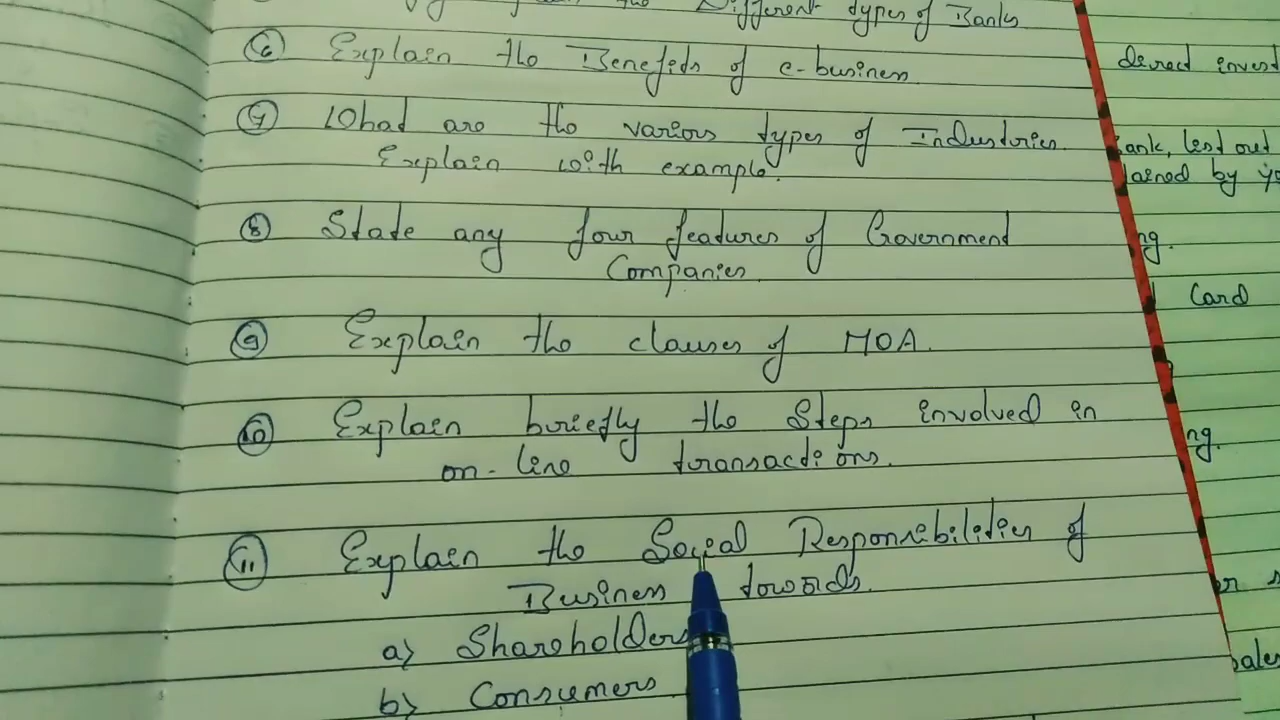 the Different types of Banks
6 Explain the Benefits of e-business
7 What are the various types of Industries.
Explain with example.
8 State any four features of Government
Companies.
9 Explain the clauses of MOA.
10 Explain briefly the Steps involved in
on-line transactions.
11 Explain the Social Responsibilities of
Business towards.
a) Shareholders
b) Consumers
invest
ank, list out
ained by
ng.
Card
ng.